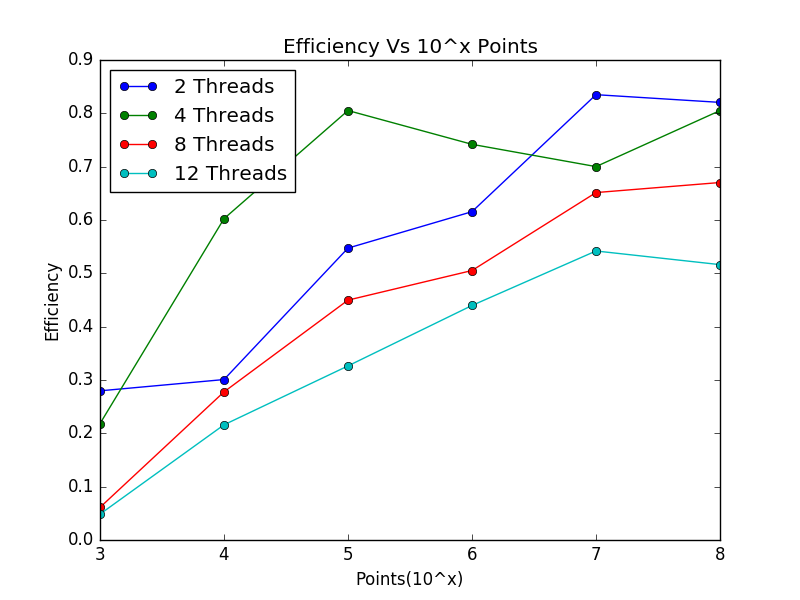 Efficiency Vs 10^x Points
0.9
0.8
0.7
0.6
0.5
0.4
0.3
0.2
0.1
0.0
Efficiency
2 Threads
4 Threads
8 Threads
12 Threads
3 4 5 6 7 8
Points(10^x)